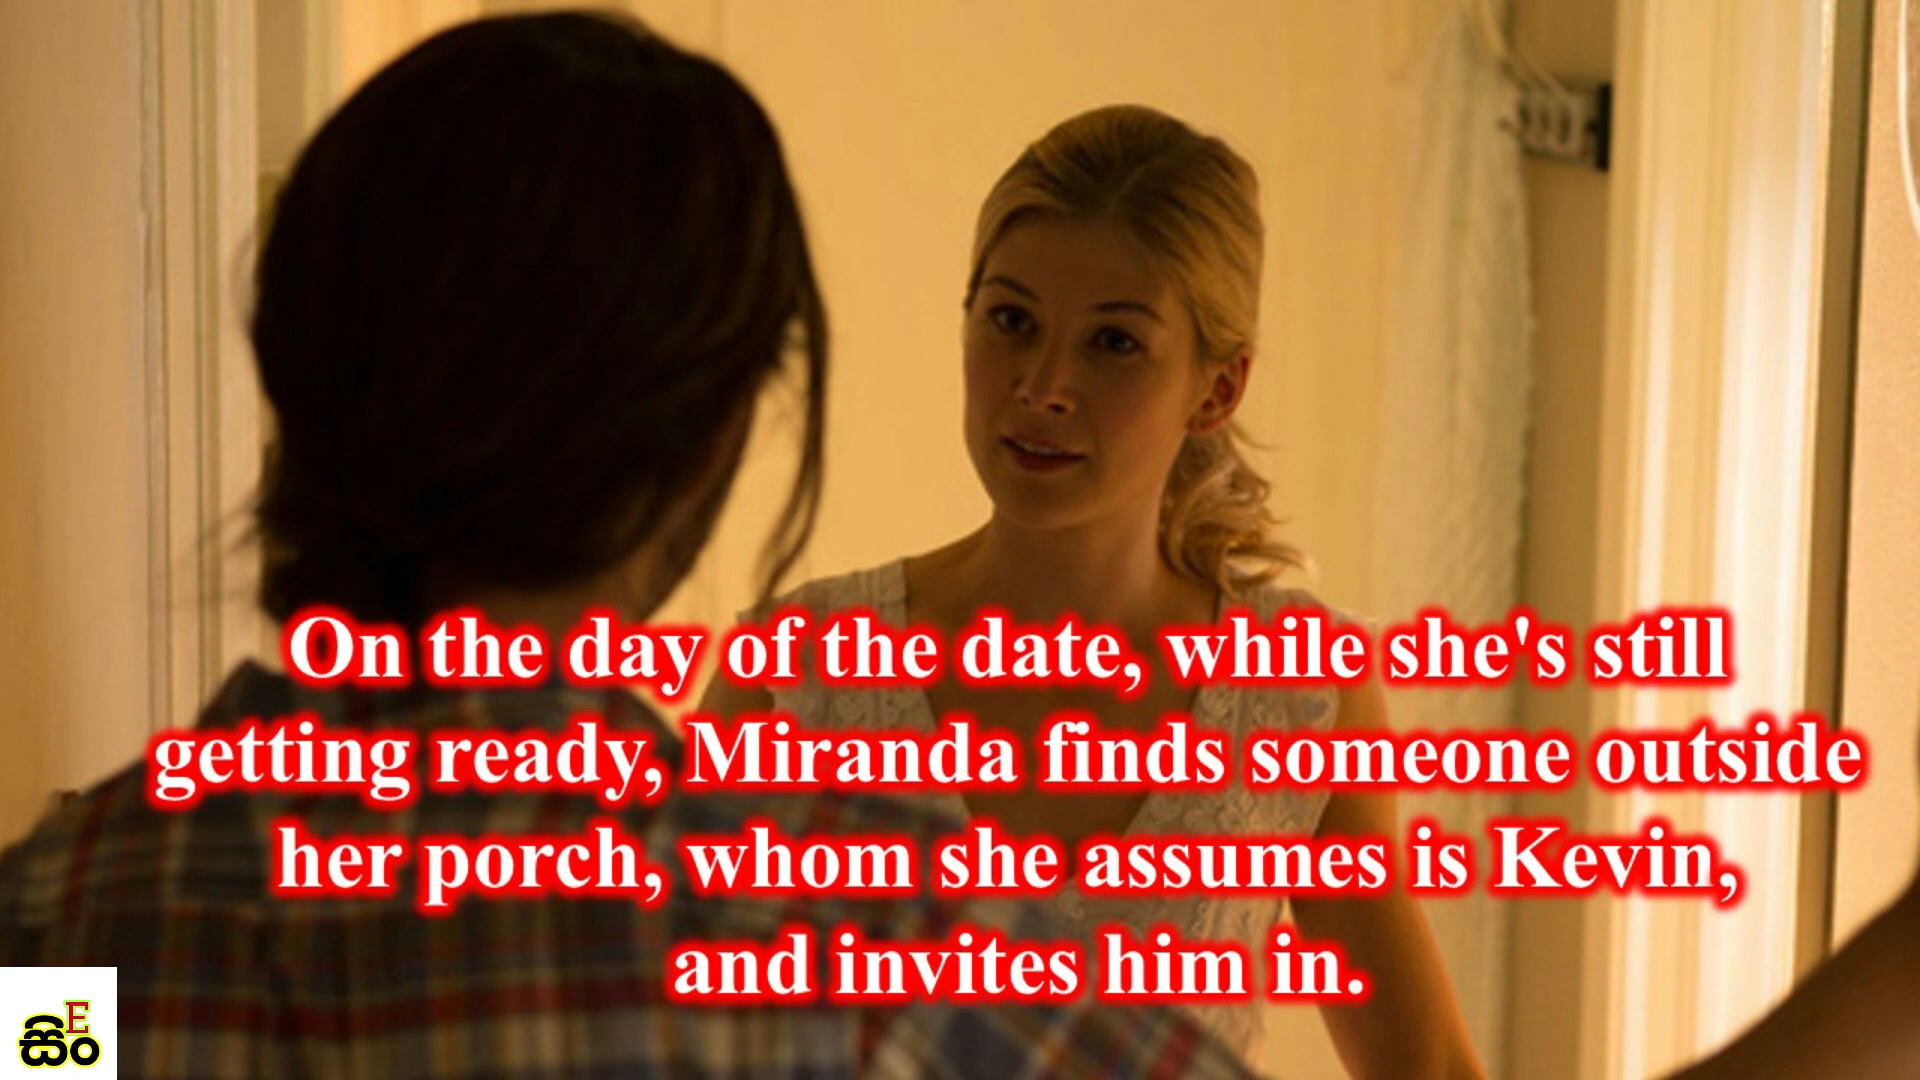 On the day of the date, while she's still
getting ready, Miranda finds someone outside
her porch, whom she assumes is Kevin,
and invites him in.
E
සිං